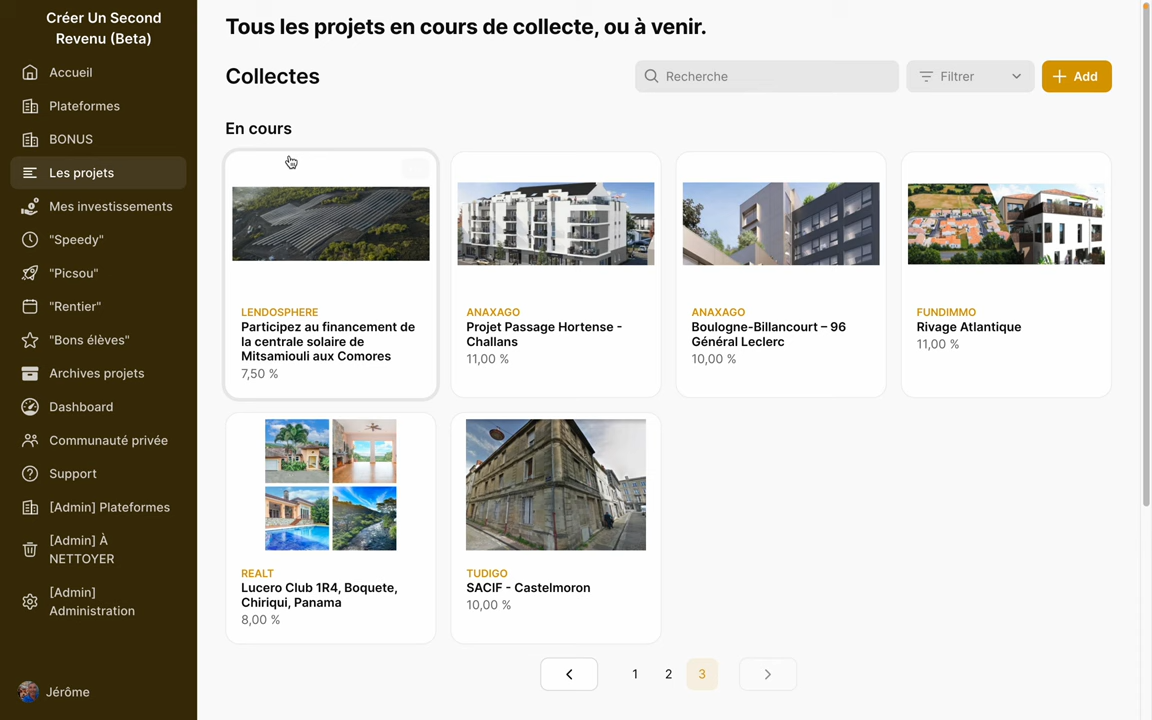 Créer Un Second
Revenu (Beta)
Accueil
Plateformes
BONUS
Les projets
Mes investissements
"Speedy"
"Picsou"
"Rentier"
"Bons élèves"
Archives projets
Dashboard
Communauté privée
Support
[Admin] Plateformes
[Admin] À
NETTOYER
[Admin]
Administration
Jérôme
Tous les projets en cours de collecte, ou à venir.
Collectes
Recherche
Filtrer
Add
En cours
LENDOSPHERE
Participez au financement de
la centrale solaire de
Mitsamiouli aux Comores
7,50 %
ANAXAGO
Projet Passage Hortense -
Challans
11,00 %
ANAXAGO
Boulogne-Billancourt – 96
Général Leclerc
10,00 %
FUNDIMMO
Rivage Atlantique
11,00 %
REALT
Lucero Club 1R4, Boquete,
Chiriqui, Panama
8,00 %
TUDIGO
SACIF - Castelmoron
10,00 %
1 2 3